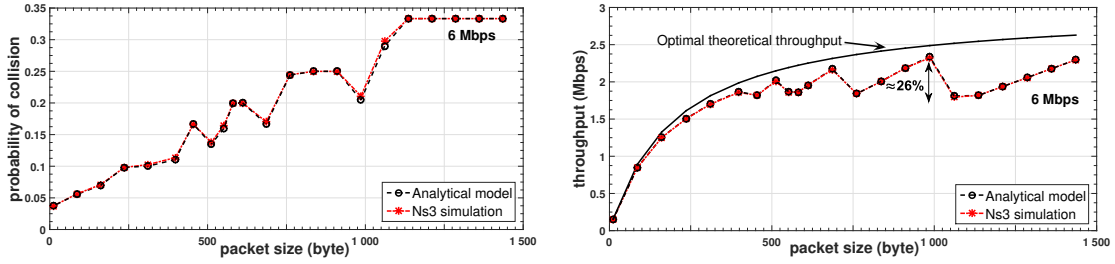 probability of collision
0.35
0.3
0.25
0.2
0.15
0.1
0.05
0
6 Mbps
Analytical model
Ns3 simulation
0
500
1 000
1 500
packet size (byte)
throughput (Mbps)
3
2.5
2
1.5
1
0.5
0
Optimal theoretical throughput
≈26%
6 Mbps
Analytical model
Ns3 simulation
0
500
1 000
1 500
packet size (byte)